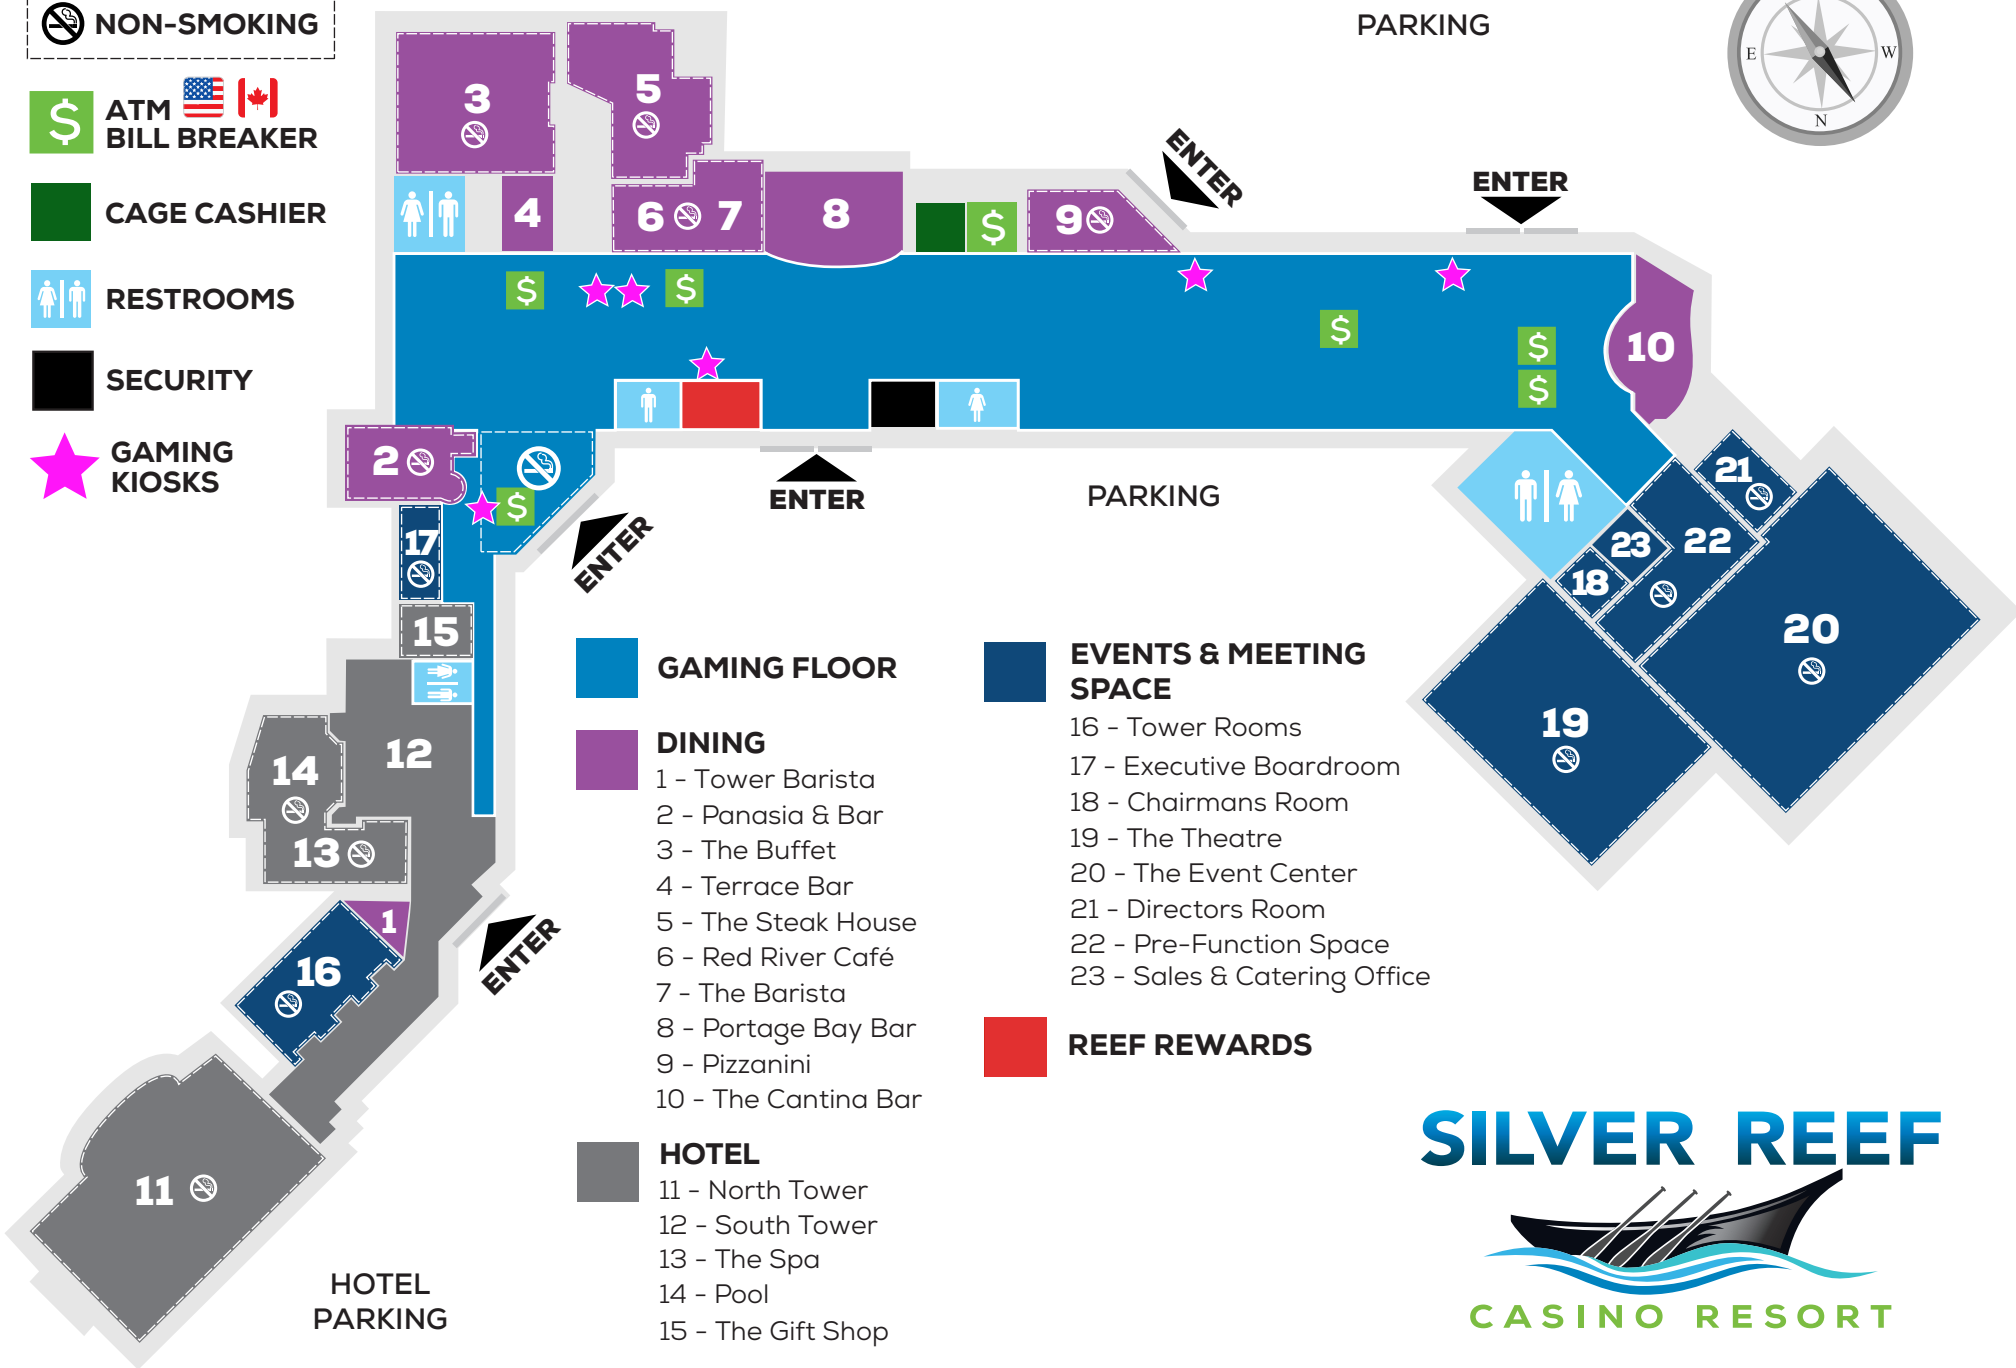 NON-SMOKING
$ ATM
BILL BREAKER
CAGE CASHIER
RESTROOMS
SECURITY
GAMING
KIOSKS
PARKING
E
W
N
3
5
4
6
7
8
$
9
ENTER
ENTER
$
$
$
$
$
10
2
$
ENTER
ENTER
PARKING
17
15
12
14
13
1
16
11
ENTER
HOTEL
PARKING
21
22
23
18
20
19
GAMING FLOOR
DINING
1 - Tower Barista
2 - Panasia & Bar
3 - The Buffet
4 - Terrace Bar
5 - The Steak House
6 - Red River Café
7 - The Barista
8 - Portage Bay Bar
9 - Pizzanini
10 - The Cantina Bar
HOTEL
11 - North Tower
12 - South Tower
13 - The Spa
14 - Pool
15 - The Gift Shop
EVENTS & MEETING
SPACE
16 - Tower Rooms
17 - Executive Boardroom
18 - Chairmans Room
19 - The Theatre
20 - The Event Center
21 - Directors Room
22 - Pre-Function Space
23 - Sales & Catering Office
REEF REWARDS
SILVER REEF
CASINO RESORT